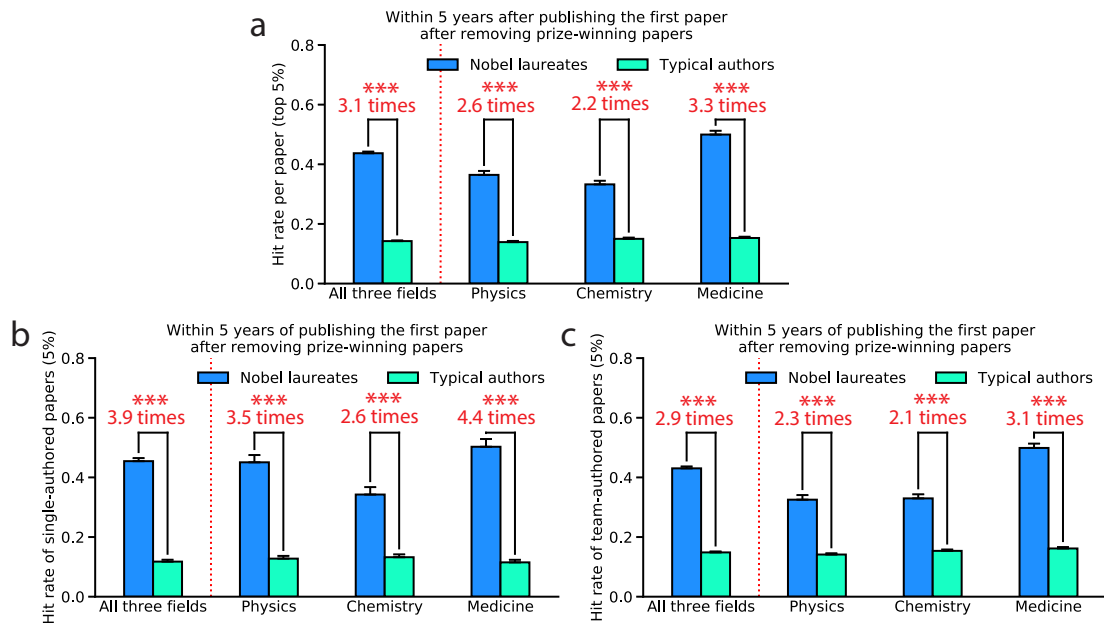 a
Within 5 years after publishing the first paper
after removing prize-winning papers
Nobel laureates Typical authors
*** *** *** ***
3.1 times 2.6 times 2.2 times 3.3 times
Hit rate per paper (top 5%)
0.8
0.6
0.4
0.2
0.0
All three fields Physics Chemistry Medicine
b
Within 5 years of publishing the first paper
after removing prize-winning papers
Nobel laureates Typical authors
*** *** *** ***
3.9 times 3.5 times 2.6 times 4.4 times
Hit rate of single-authored papers (5%)
0.8
0.6
0.4
0.2
0.0
All three fields Physics Chemistry Medicine
c
Within 5 years of publishing the first paper
after removing prize-winning papers
Nobel laureates Typical authors
*** *** *** ***
2.9 times 2.3 times 2.1 times 3.1 times
Hit rate of team-authored papers (5%)
0.8
0.6
0.4
0.2
0.0
All three fields Physics Chemistry Medicine